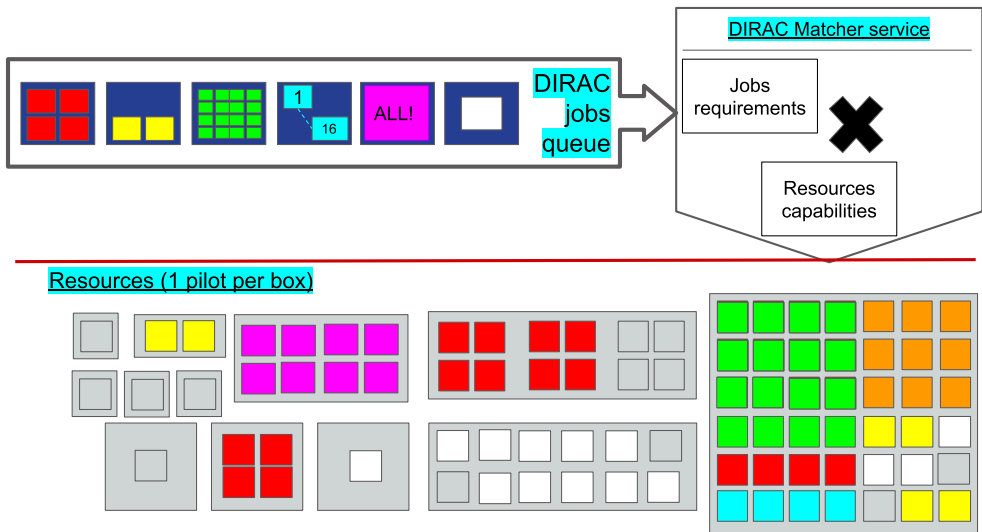 DIRAC Matcher service
DIRAC
jobs
queue
1
16
ALL!
Jobs
requirements
Resources
capabilities
Resources (1 pilot per box)